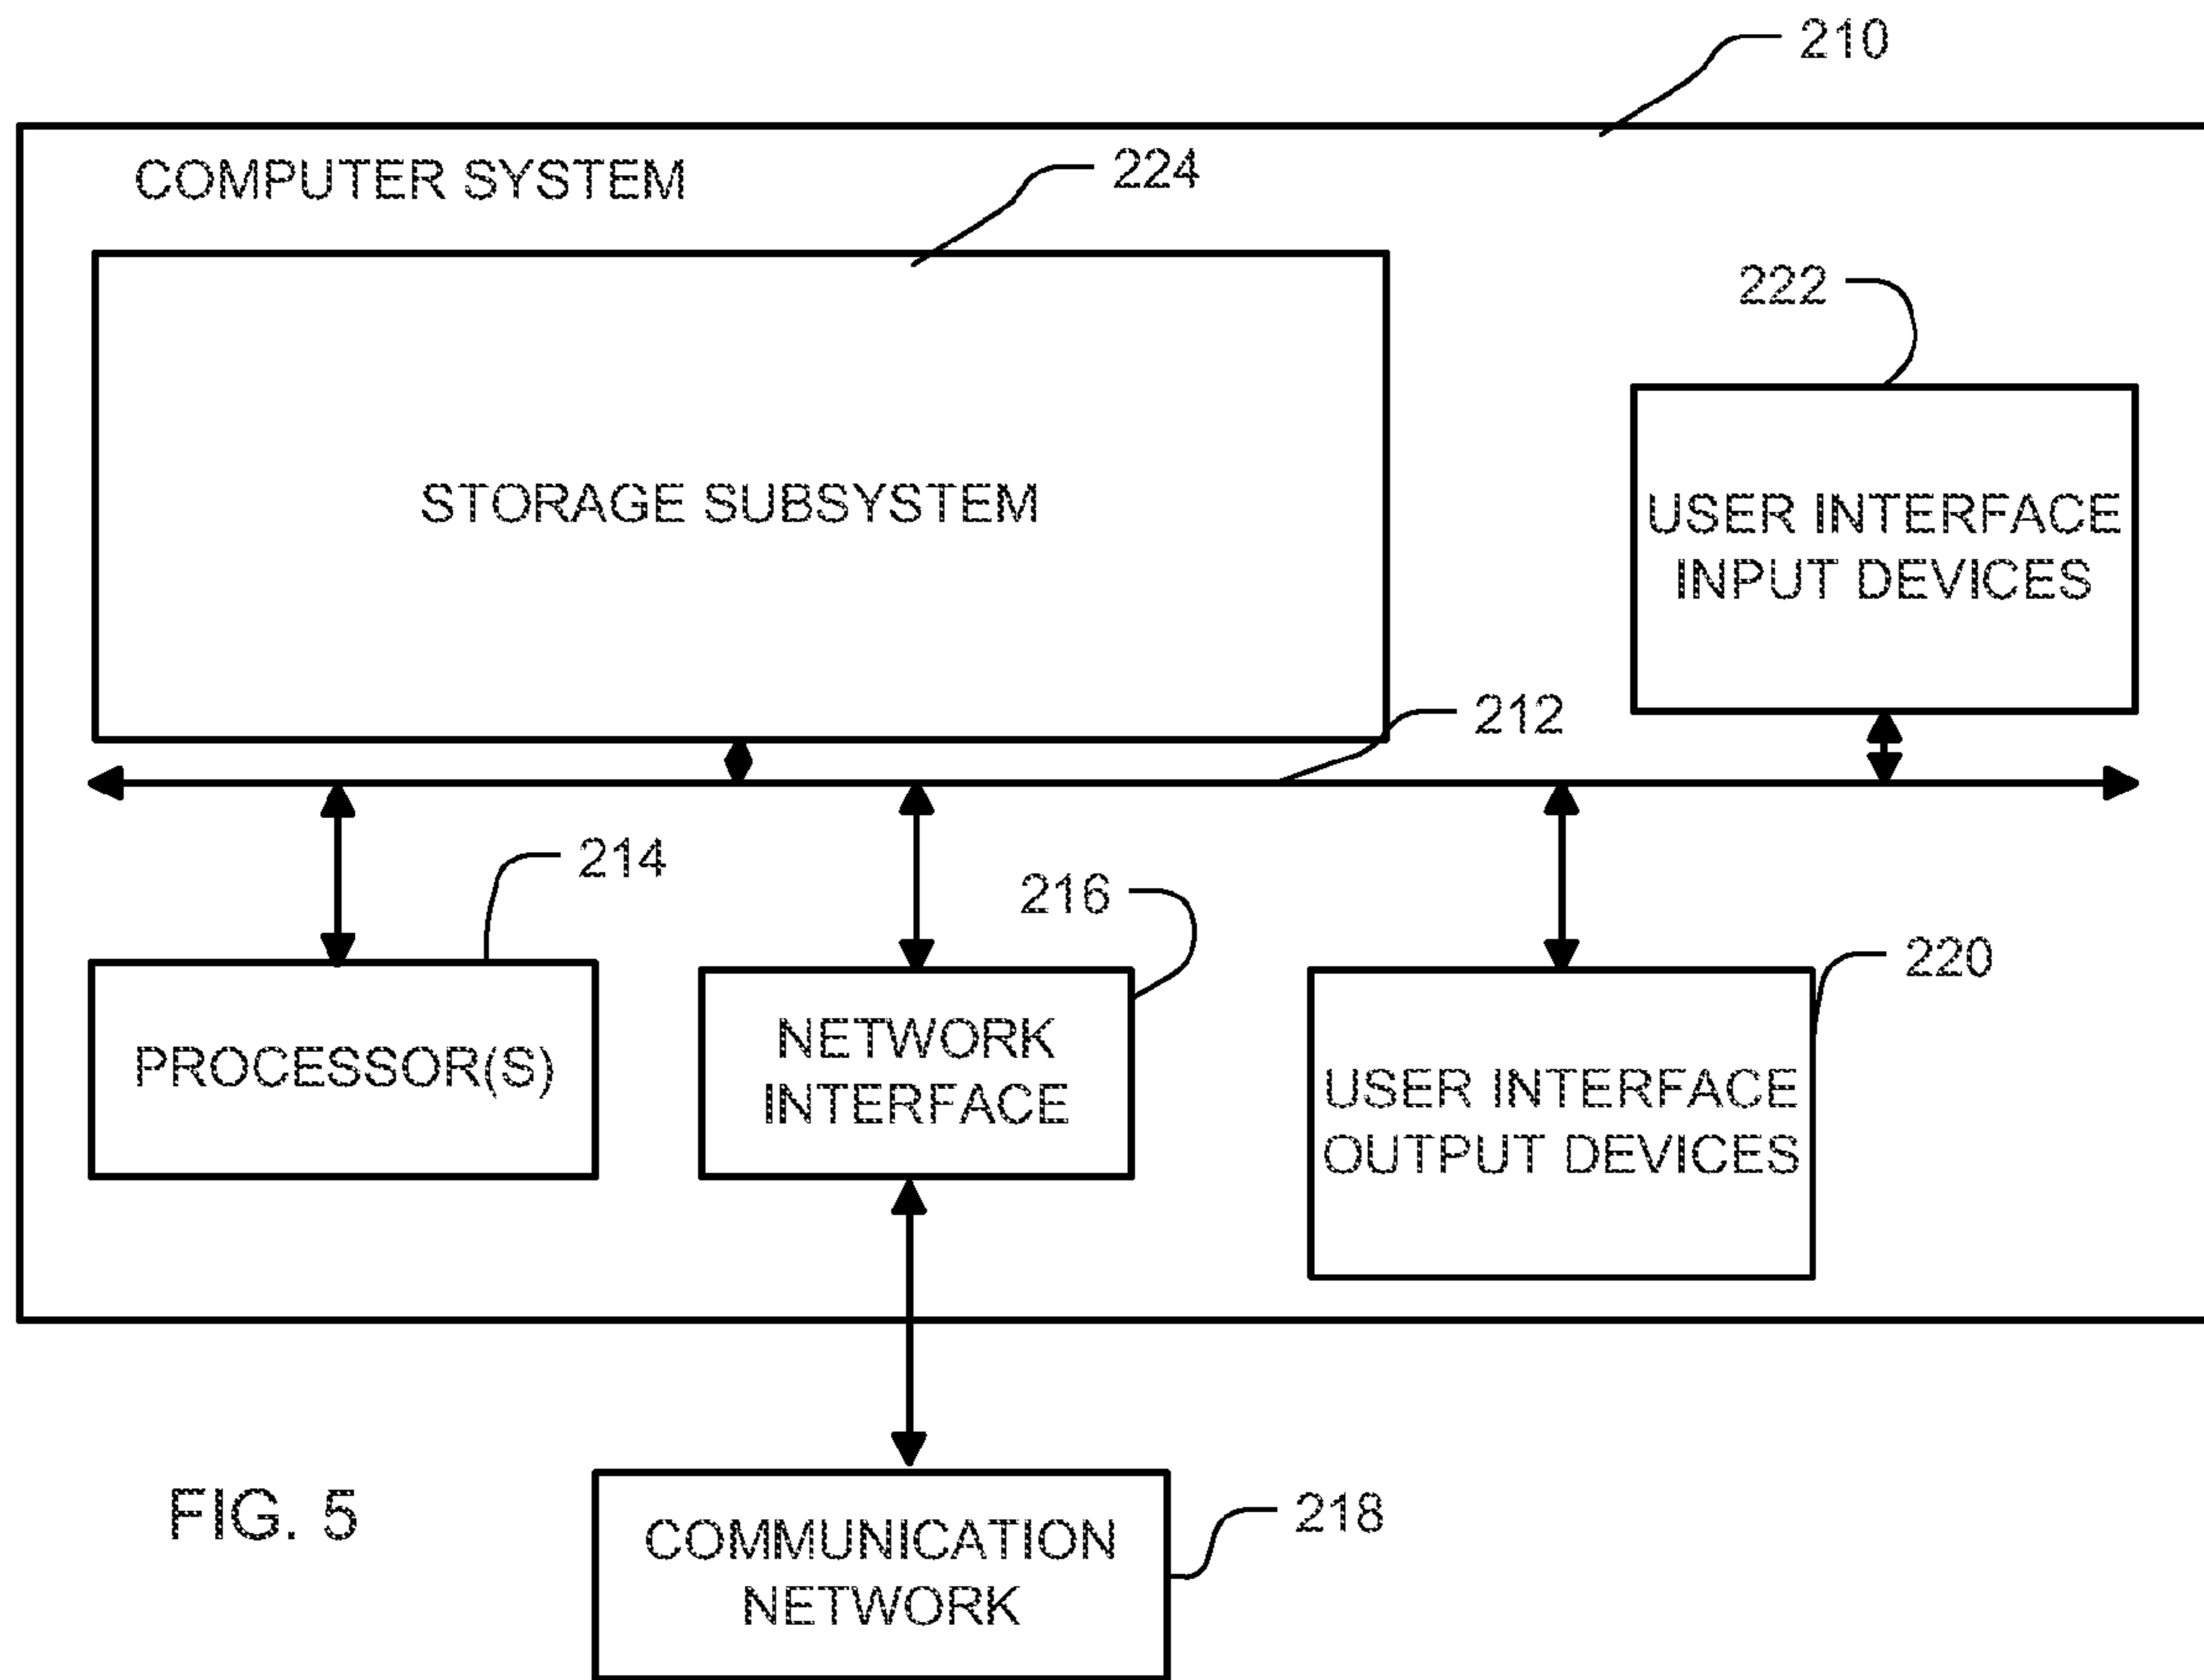 210
COMPUTER SYSTEM
224
222
STORAGE SUBSYSTEM
USER INTERFACE
INPUT DEVICES
212
214
216
220
PROCESSOR(S)
NETWORK
INTERFACE
USER INTERFACE
OUTPUT DEVICES
FIG. 5
218
COMMUNICATION
NETWORK